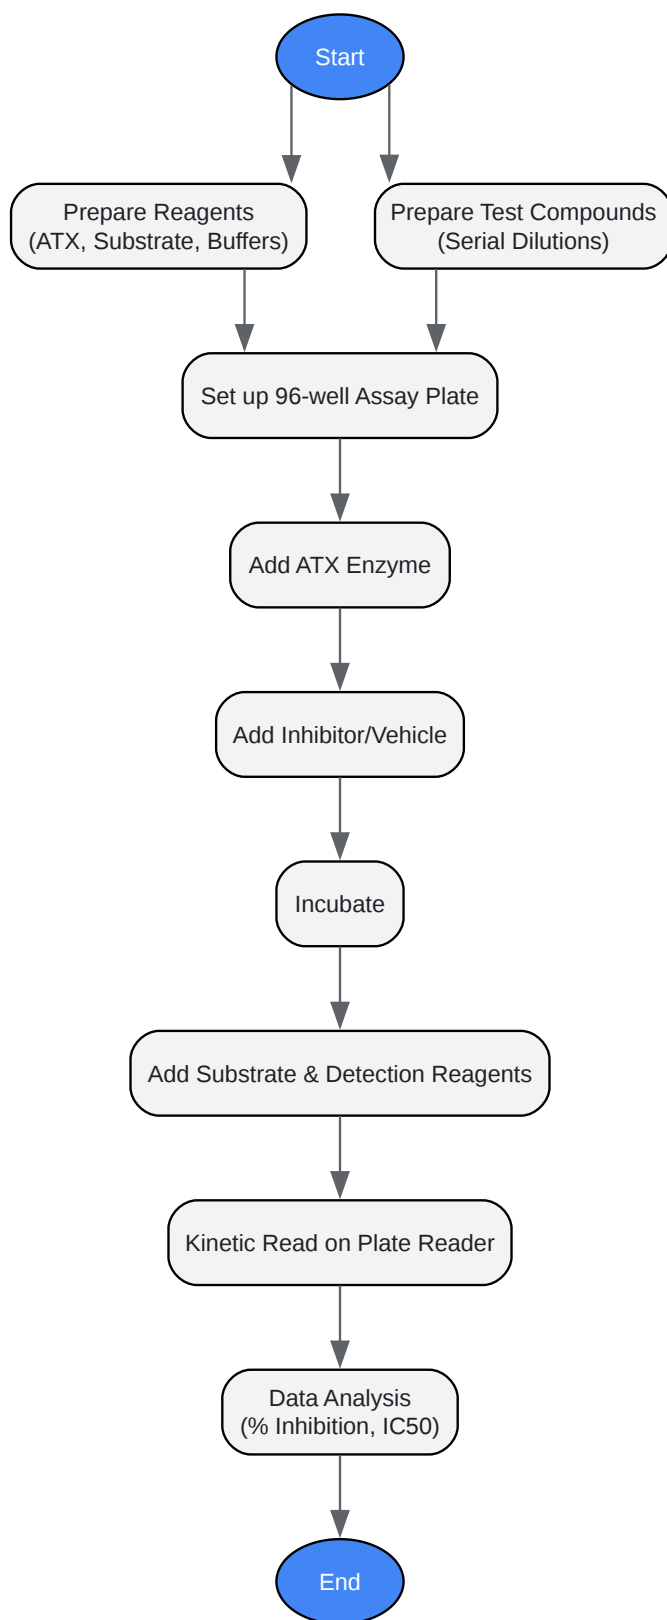 Start
Prepare Reagents
(ATX, Substrate, Buffers)
Prepare Test Compounds
(Serial Dilutions)
Set up 96-well Assay Plate
Add ATX Enzyme
Add Inhibitor/Vehicle
Incubate
Add Substrate & Detection Reagents
Kinetic Read on Plate Reader
Data Analysis
(% Inhibition, IC50)
End